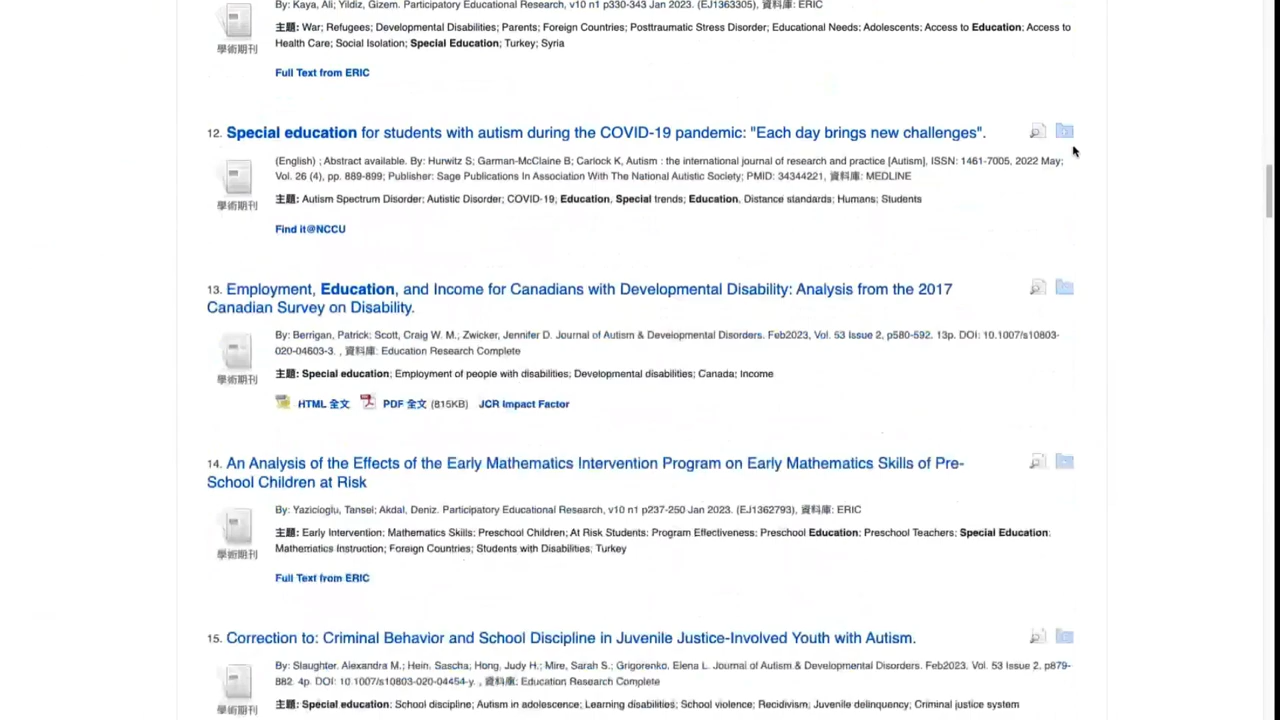 By: Kaya, Ali; Yildiz, Gizem. Participatory Educational Research, v10 n1 p330-343 Jan 2023. (EJ1363305), 資料庫: ERIC
學術期刊
主題: War; Refugees; Developmental Disabilities; Parents; Foreign Countries; Posttraumatic Stress Disorder; Educational Needs; Adolescents; Access to Education; Access to
Health Care; Social Isolation; Special Education; Turkey; Syria
Full Text from ERIC
12. Special education for students with autism during the COVID-19 pandemic: "Each day brings new challenges".
(English) ; Abstract available. By: Hurwitz S; Garman-McClaine B; Carlock K, Autism : the international journal of research and practice [Autism], ISSN: 1461-7005, 2022 May;
Vol. 26 (4), pp. 889-899; Publisher: Sage Publications In Association With The National Autistic Society; PMID: 34344221, 資料庫: MEDLINE
學術期刊
主題: Autism Spectrum Disorder; Autistic Disorder; COVID-19; Education, Special trends; Education, Distance standards; Humans; Students
Find it@NCCU
13. Employment, Education, and Income for Canadians with Developmental Disability: Analysis from the 2017
Canadian Survey on Disability.
By: Berrigan, Patrick; Scott, Craig W. M.; Zwicker, Jennifer D. Journal of Autism & Developmental Disorders. Feb2023, Vol. 53 Issue 2, p580-592. 13p. DOI: 10.1007/s10803-
020-04603-3. , 資料庫: Education Research Complete
學術期刊
主題: Special education; Employment of people with disabilities; Developmental disabilities; Canada; Income
HTML 全文 PDF 全文 (815KB) JCR Impact Factor
14. An Analysis of the Effects of the Early Mathematics Intervention Program on Early Mathematics Skills of Pre-
School Children at Risk
By: Yazicioglu, Tansel; Akdal, Deniz. Participatory Educational Research, v10 n1 p237-250 Jan 2023. (EJ1362793), 資料庫: ERIC
學術期刊
主題: Early Intervention; Mathematics Skills; Preschool Children; At Risk Students; Program Effectiveness; Preschool Education; Preschool Teachers; Special Education;
Mathematics Instruction; Foreign Countries; Students with Disabilities; Turkey
Full Text from ERIC
15. Correction to: Criminal Behavior and School Discipline in Juvenile Justice-Involved Youth with Autism.
By: Slaughter, Alexandra M.; Hein, Sascha; Hong, Judy H.; Mire, Sarah S.; Grigorenko, Elena L. Journal of Autism & Developmental Disorders. Feb2023, Vol. 53 Issue 2, p879-
882. 4p. DOI: 10.1007/s10803-020-04454-y. , 資料庫: Education Research Complete
學術期刊
主題: Special education; School discipline; Autism in adolescence; Learning disabilities; School violence; Recidivism; Juvenile delinquency; Criminal justice system